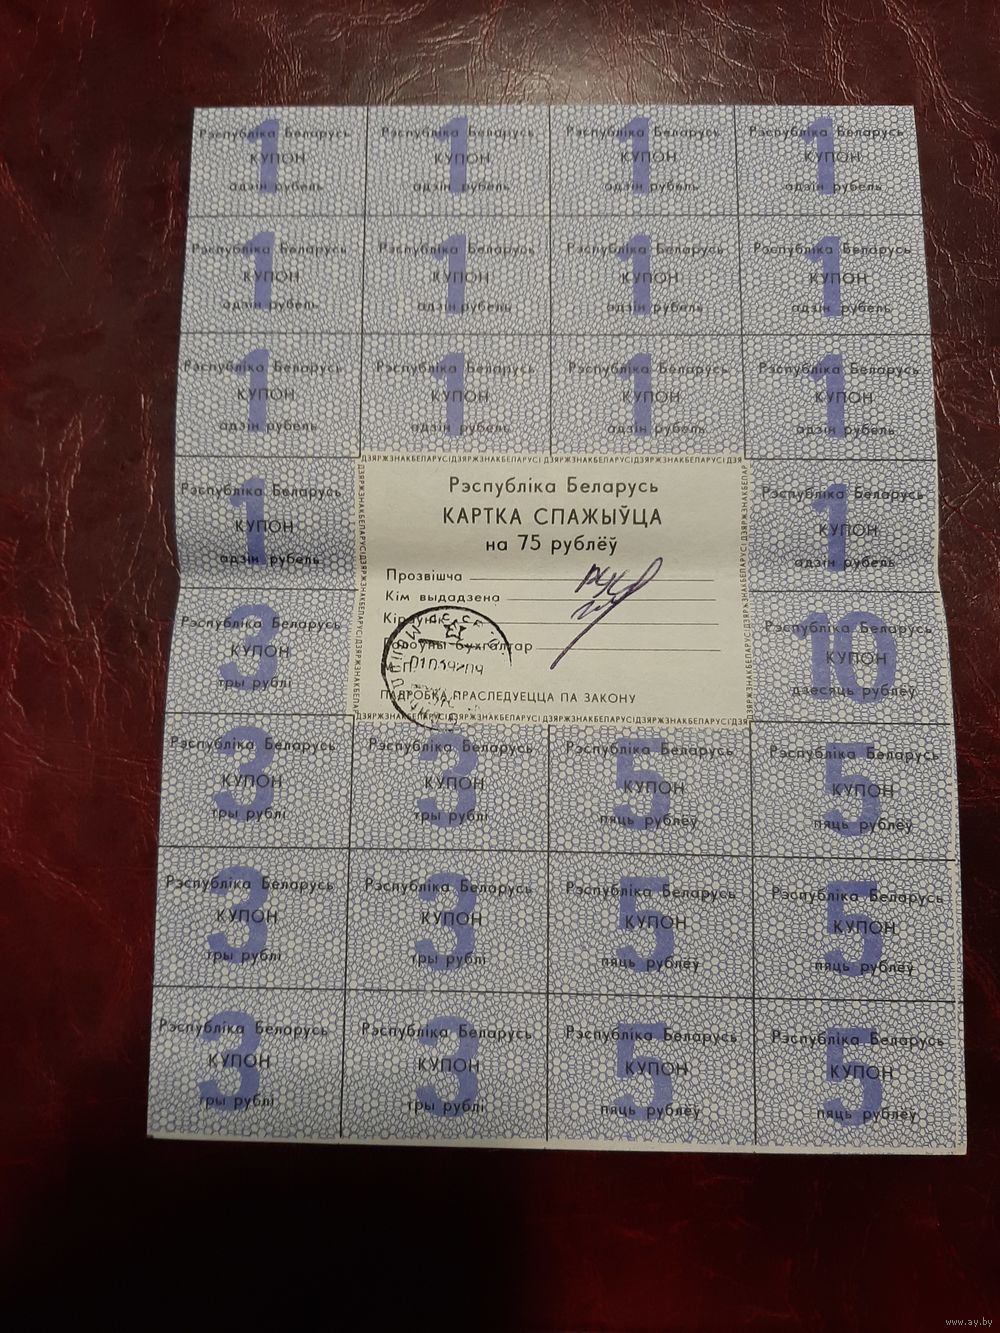 Рэспубліка Беларусь Рэспубліка Беларусь Рэспубліка Беларусь Рэспубліка Беларусь
1 1 1 1
КУПОН КУПОН КУПОН КУПОН
адзін рубель адзін рубель адзін рубель адзін рубель
Рэспубліка Беларусь Рэспубліка Беларусь Рэспубліка Беларусь Рэспубліка Беларусь
1 1 1 1
КУПОН КУПОН КУПОН КУПОН
адзін рубель адзін рубель адзін рубель адзін рубель
Рэспубліка Беларусь Рэспубліка Беларусь Рэспубліка Беларусь Рэспубліка Беларусь
1 1 1 1
КУПОН КУПОН КУПОН КУПОН
адзін рубель адзін рубель адзін рубель адзін рубель
ДЗЯРЖЗНАКБЕЛАРУСІДЗЯРЖЗНАКБЕЛАРУСІДЗЯРЖЗНАКБЕЛАРУСІДЗЯРЖЗНАКБЕЛАРУСІДЗЯ
Рэспубліка Беларусь
КАРТКА СПАЖЫЎЦА
на 75 рублёў
Прозвішча
Кім выдадзена
Кіраўнік
Галоўны бухгалтар
М.П.
ПАДРОБКА ПРАСЛЕДУЕЦЦА ПА ЗАКОНУ
ДЗЯРЖЗНАКБЕЛАРУСІДЗЯРЖЗНАКБЕЛАРУСІДЗЯРЖЗНАКБЕЛАРУСІДЗЯРЖЗНАКБЕЛАРУСІДЗЯ
Рэспубліка Беларусь Рэспубліка Беларусь
1 1
КУПОН КУПОН
адзін рубель адзін рубель
Рэспубліка Беларусь Рэспубліка Беларусь
3 10
КУПОН КУПОН
тры рублі дзесяць рублёў
Рэспубліка Беларусь Рэспубліка Беларусь Рэспубліка Беларусь Рэспубліка Беларусь
3 3 5 5
КУПОН КУПОН КУПОН КУПОН
тры рублі тры рублі пяць рублёў пяць рублёў
Рэспубліка Беларусь Рэспубліка Беларусь Рэспубліка Беларусь Рэспубліка Беларусь
3 3 5 5
КУПОН КУПОН КУПОН КУПОН
тры рублі тры рублі пяць рублёў пяць рублёў
Рэспубліка Беларусь Рэспубліка Беларусь Рэспубліка Беларусь Рэспубліка Беларусь
3 3 5 5
КУПОН КУПОН КУПОН КУПОН
тры рублі тры рублі пяць рублёў пяць рублёў
www.ay.by